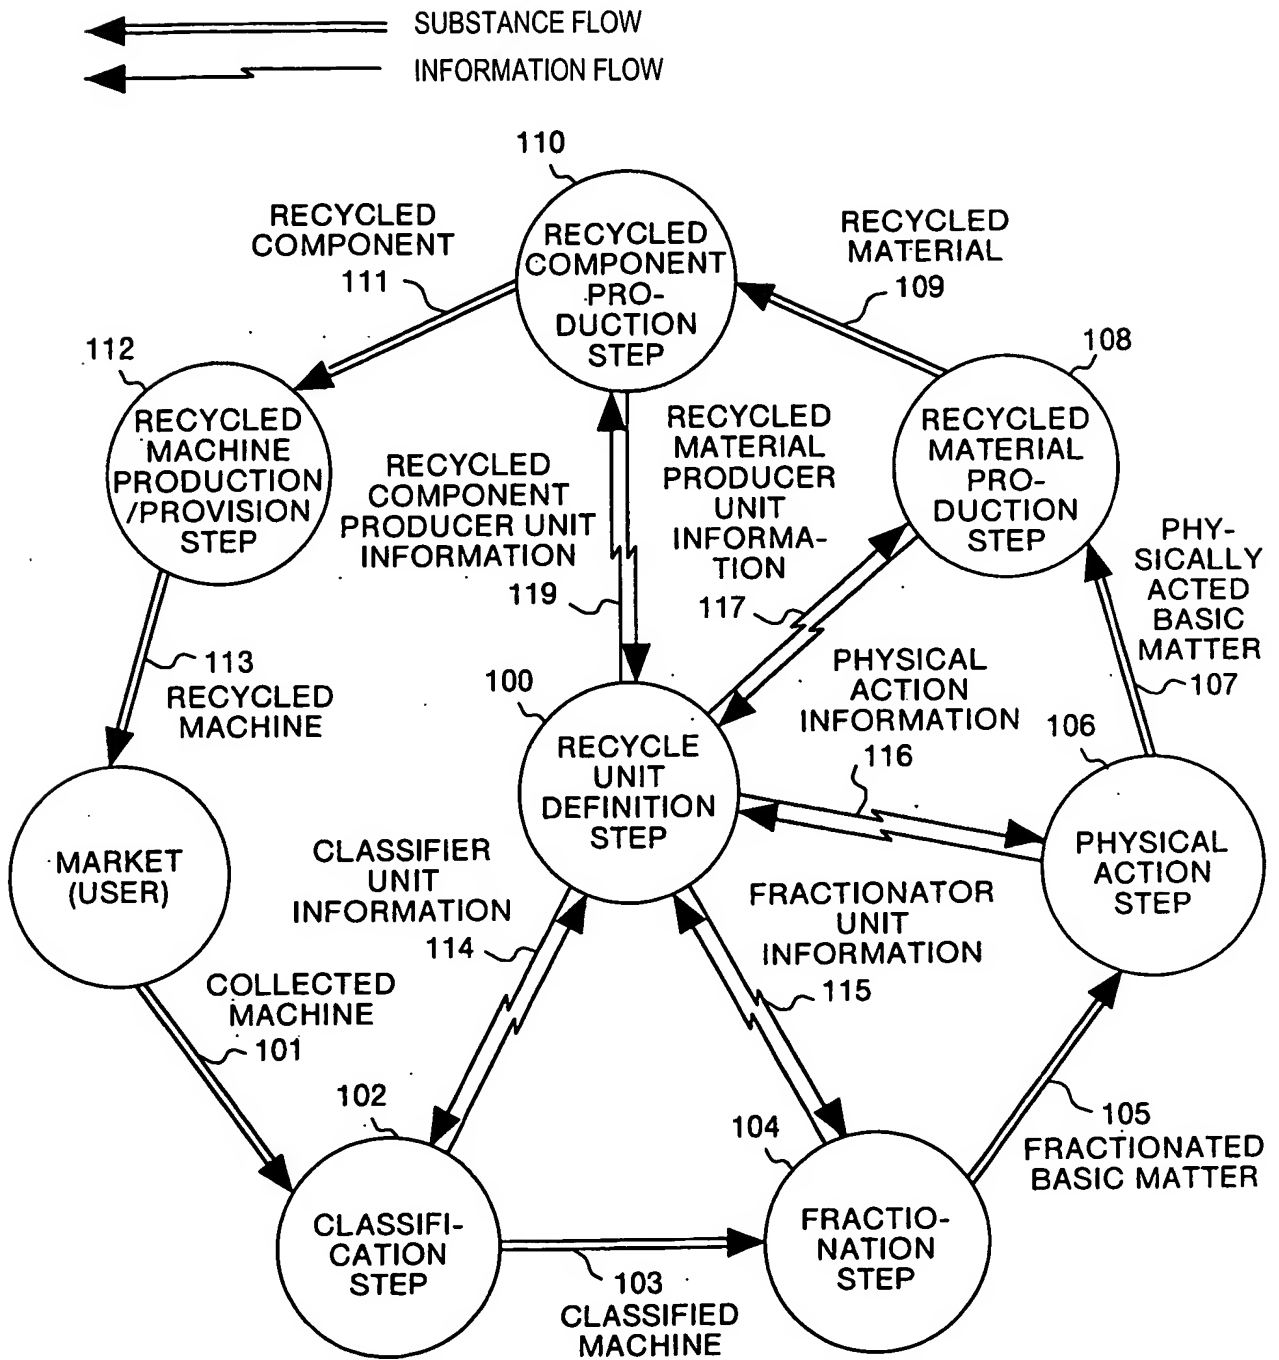 SUBSTANCE FLOW
INFORMATION FLOW
110
RECYCLED
COMPONENT
PRO-
DUCTION
STEP
RECYCLED
COMPONENT
111
RECYCLED
MATERIAL
109
112
RECYCLED
MACHINE
PRODUCTION
/PROVISION
STEP
108
RECYCLED
MATERIAL
PRO-
DUCTION
STEP
RECYCLED
COMPONENT
PRODUCER UNIT
INFORMATION
119
RECYCLED
MATERIAL
PRODUCER
UNIT
INFORMA-
TION
117
PHY-
SICALLY
ACTED
BASIC
MATTER
107
113
RECYCLED
MACHINE
100
RECYCLE
UNIT
DEFINITION
STEP
PHYSICAL
ACTION
INFORMATION
116
106
PHYSICAL
ACTION
STEP
MARKET
(USER)
CLASSIFIER
UNIT
INFORMATION
114
FRACTIONATOR
UNIT
INFORMATION
115
COLLECTED
MACHINE
101
102
CLASSIFI-
CATION
STEP
104
FRACTIO-
NATION
STEP
105
FRACTIONATED
BASIC MATTER
103
CLASSIFIED
MACHINE